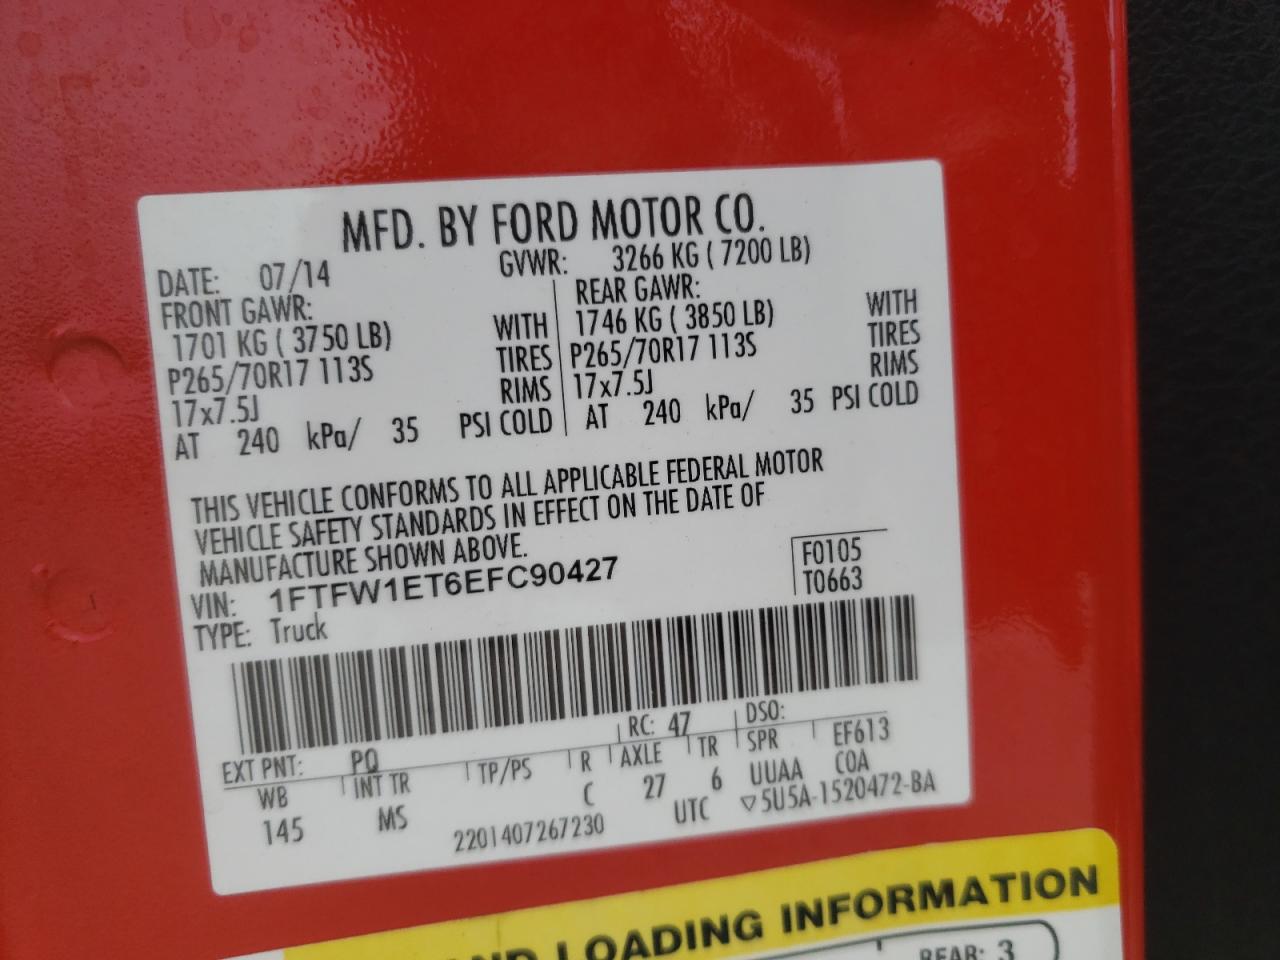 MFD. BY FORD MOTOR CO.
DATE: 07/14 GVWR: 3266 KG ( 7200 LB)
FRONT GAWR: REAR GAWR:
1701 KG ( 3750 LB) WITH 1746 KG ( 3850 LB) WITH
P265/70R17 113S TIRES P265/70R17 113S TIRES
17x7.5J RIMS 17x7.5J RIMS
AT 240 kPa/ 35 PSI COLD AT 240 kPa/ 35 PSI COLD
THIS VEHICLE CONFORMS TO ALL APPLICABLE FEDERAL MOTOR
VEHICLE SAFETY STANDARDS IN EFFECT ON THE DATE OF
MANUFACTURE SHOWN ABOVE.
VIN: 1FTFW1ET6EFC90427 F0105
TYPE: Truck T0663
EXT PNT: PQ RC: 47 DSO:
WB INT TR TP/PS R AXLE TR SPR EF613
145 MS C 27 6 UUAA COA
2201407267230 UTC ▽5U5A-1520472-BA
LOADING INFORMATION
REAR: 3